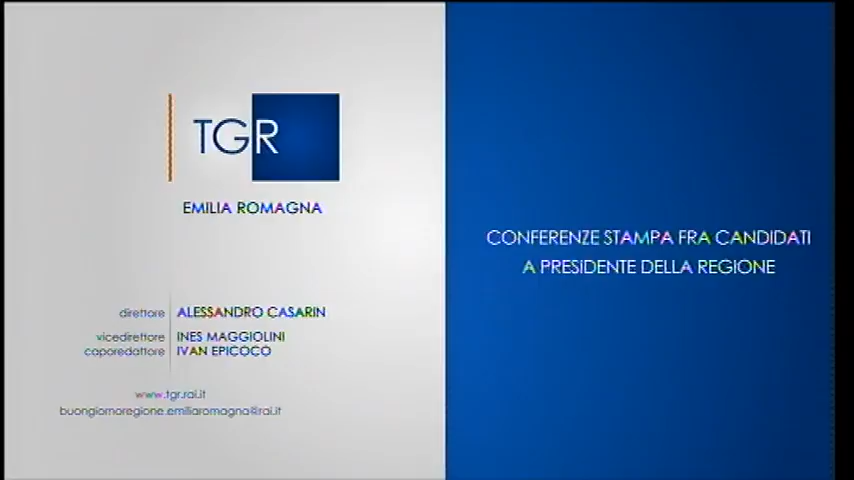 TGR
EMILIA ROMAGNA
direttore ALESSANDRO CASARIN
vicedirettore INES MAGGIOLINI
caporedattore IVAN EPICOCO
www.tgr.rai.it
buongiornoregione.emiliaromagna@rai.it
CONFERENZE STAMPA FRA CANDIDATI
A PRESIDENTE DELLA REGIONE